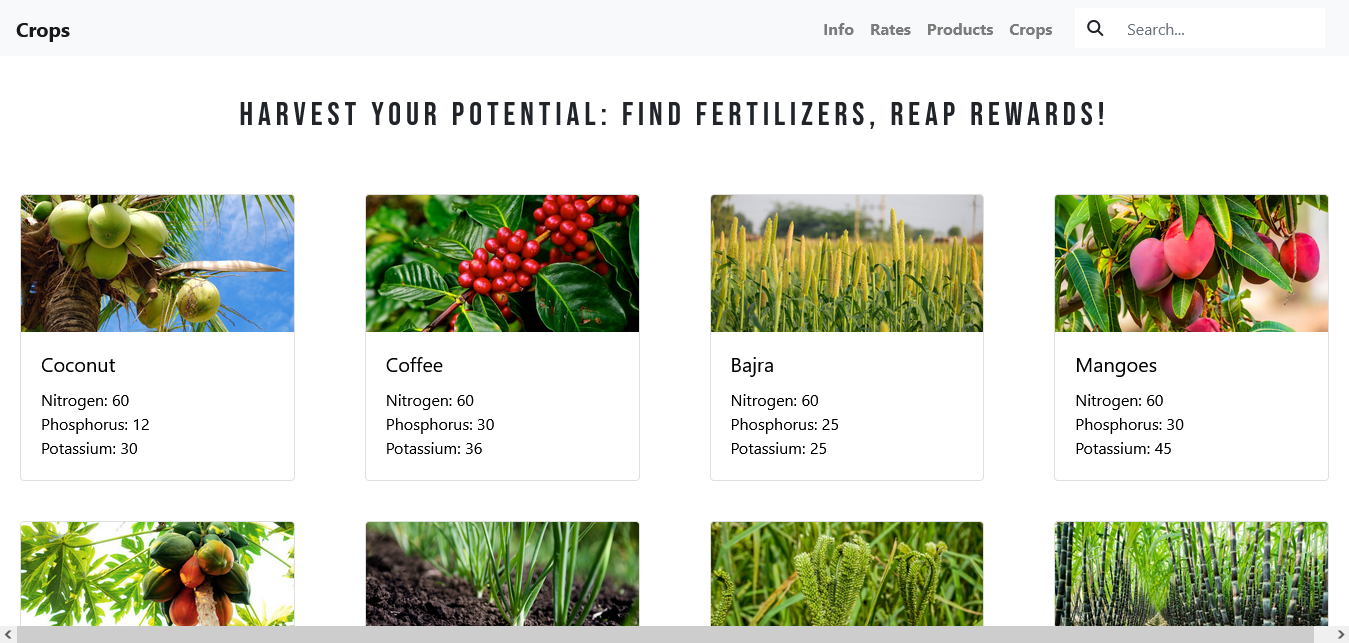 Crops
Info Rates Products Crops Search...
HARVEST YOUR POTENTIAL: FIND FERTILIZERS, REAP REWARDS!
Coconut
Nitrogen: 60
Phosphorus: 12
Potassium: 30
Coffee
Nitrogen: 60
Phosphorus: 30
Potassium: 36
Bajra
Nitrogen: 60
Phosphorus: 25
Potassium: 25
Mangoes
Nitrogen: 60
Phosphorus: 30
Potassium: 45